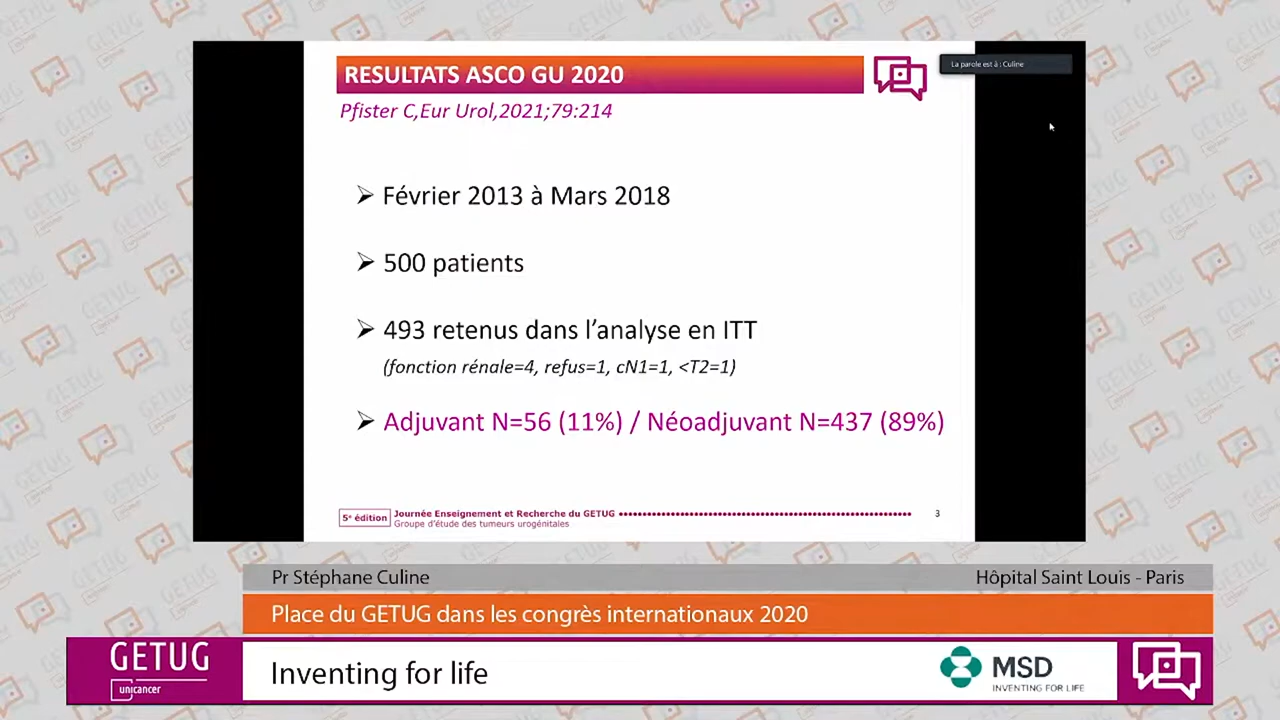 RESULTATS ASCO GU 2020
La parole est à : Culine
Pfister C,Eur Urol,2021;79:214
➢ Février 2013 à Mars 2018
➢ 500 patients
➢ 493 retenus dans l’analyse en ITT
(fonction rénale=4, refus=1, cN1=1, <T2=1)
➢ Adjuvant N=56 (11%) / Néoadjuvant N=437 (89%)
5e édition
Journée Enseignement et Recherche du GETUG
Groupe d'étude des tumeurs urogénitales
3
Pr Stéphane Culine
Hôpital Saint Louis - Paris
Place du GETUG dans les congrès internationaux 2020
GETUG
unicancer
Inventing for life
MSD
INVENTING FOR LIFE